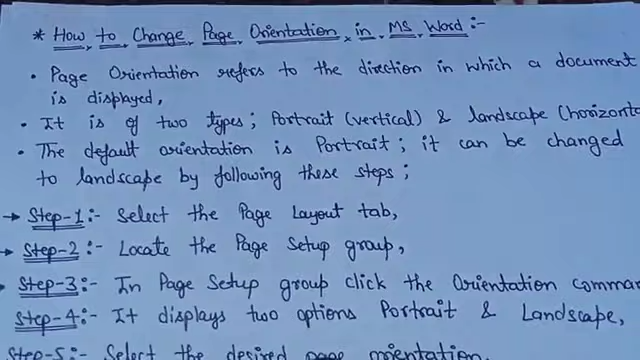 * How to Change Page Orientation in MS Word:-
• Page Orientation refers to the direction in which a document
is displayed,
• It is of two types; Portrait (vertical) & landscape (horizonta
• The default orientation is Portrait; it can be changed
to landscape by following these steps;
→ Step-1:- Select the Page Layout tab,
→ Step-2:- Locate the Page Setup group,
→ Step-3:- In Page Setup group click the Orientation comman
Step-4:- It displays two options Portrait & Landscape,
Step-5:- Select the desired page orientation.